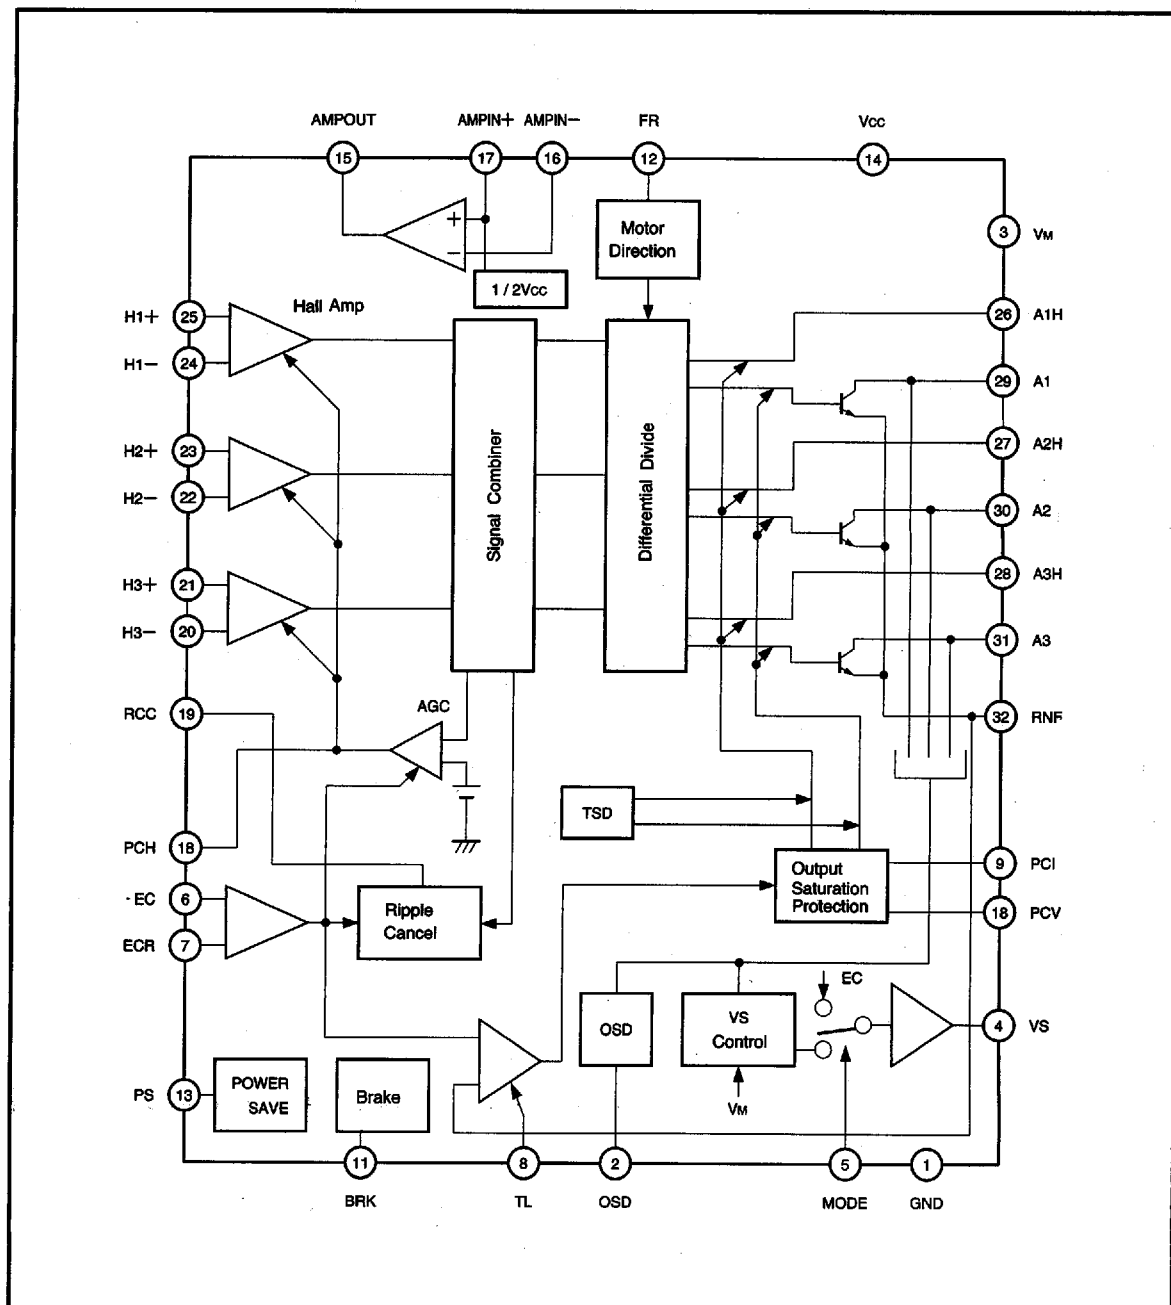 AMPOUT AMPIN+ AMPIN− FR Vcc
15 17 16 12 14
+
−
Motor
Direction
3 VM
1 / 2Vcc
Hall Amp
H1+ 25
26 A1H
H1− 24
29 A1
H2+ 23
27 A2H
H2− 22
30 A2
Signal Combiner
Differential Divide
H3+ 21
28 A3H
H3− 20
31 A3
RCC 19
AGC
32 RNF
TSD
PCH 18
Output
Saturation
Protection
9 PCI
18 PCV
- EC 6
ECR 7
Ripple
Cancel
EC
OSD
VS
Control
4 VS
PS 13
POWER
SAVE
Brake
VM
11 8 2 5 1
BRK TL OSD MODE GND